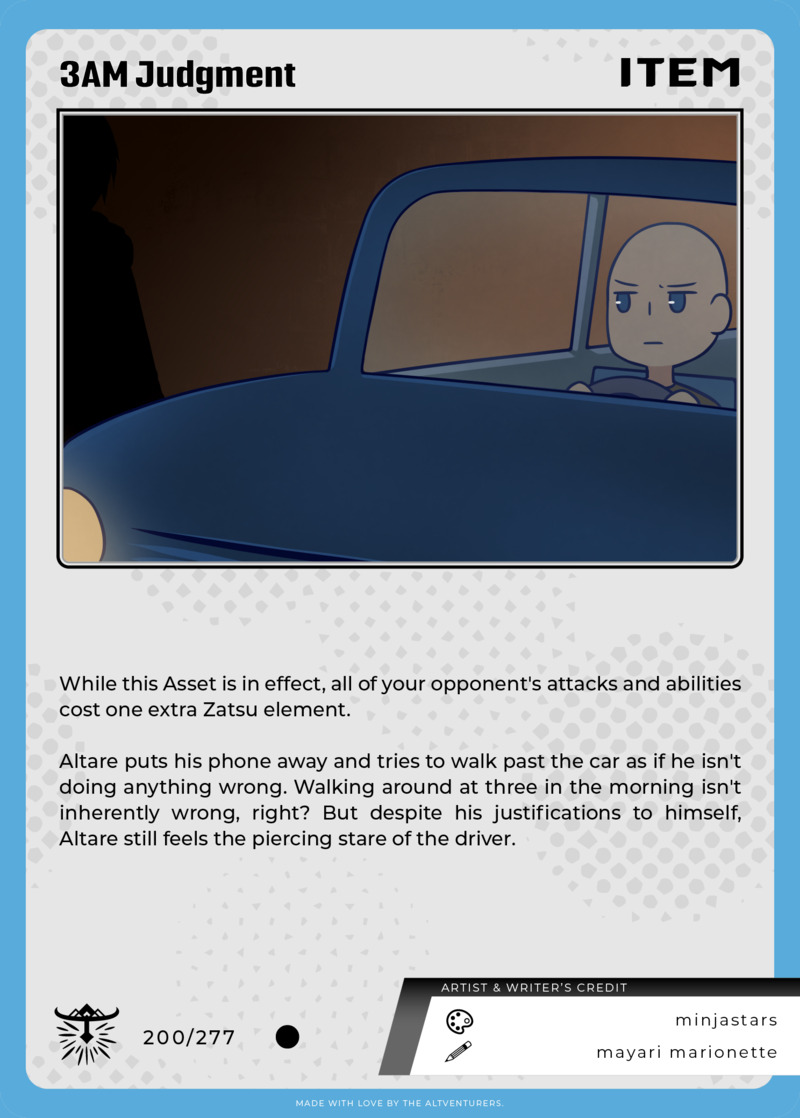 3AM Judgment
ITEM
While this Asset is in effect, all of your opponent's attacks and abilities
cost one extra Zatsu element.
Altare puts his phone away and tries to walk past the car as if he isn't
doing anything wrong. Walking around at three in the morning isn't
inherently wrong, right? But despite his justifications to himself,
Altare still feels the piercing stare of the driver.
ARTIST & WRITER'S CREDIT
minjastars
mayari marionette
200/277
MADE WITH LOVE BY THE ALTVENTURERS.